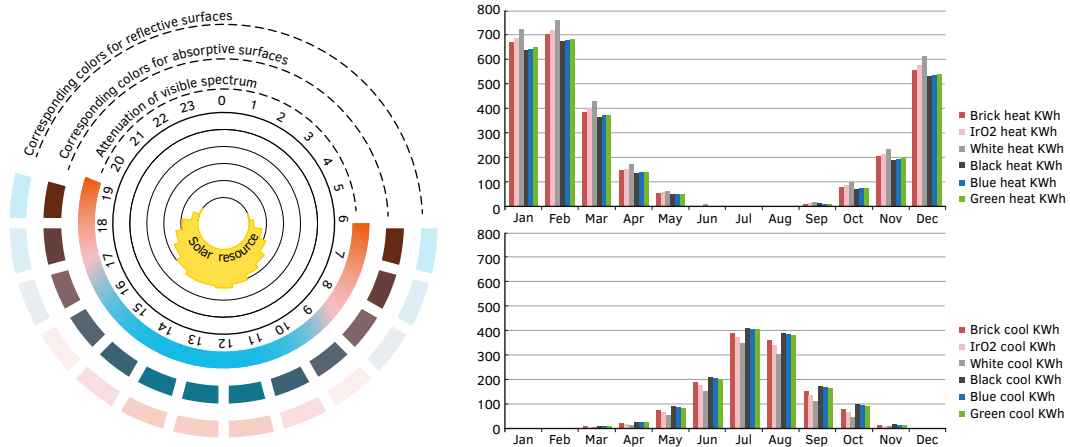 Corresponding colors for reflective surfaces
Corresponding colors for absorptive surfaces
Attenuation of visible spectrum
0
1
2
3
4
5
6
7
8
9
10
11
12
13
14
15
16
17
18
19
20
21
22
23
Solar resource
800
700
600
500
400
300
200
100
0
Jan Feb Mar Apr May Jun Jul Aug Sep Oct Nov Dec
Brick heat KWh
IrO2 heat KWh
White heat KWh
Black heat KWh
Blue heat KWh
Green heat KWh
800
700
600
500
400
300
200
100
0
Jan Feb Mar Apr May Jun July Aug Sep Oct Nov Dec
Brick cool KWh
IrO2 cool KWh
White cool KWh
Black cool KWh
Blue cool KWh
Green cool KWh